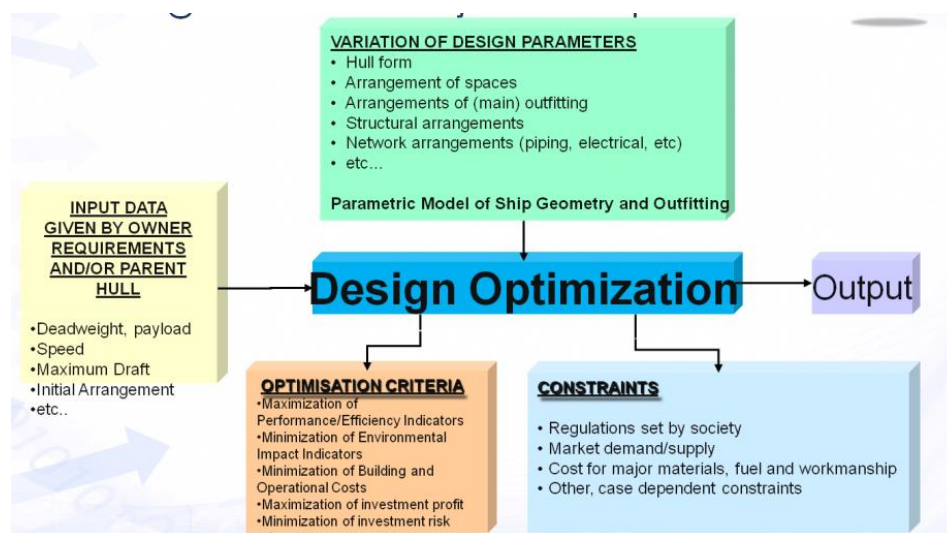 VARIATION OF DESIGN PARAMETERS
• Hull form
• Arrangement of spaces
• Arrangements of (main) outfitting
• Structural arrangements
• Network arrangements (piping, electrical, etc)
• etc...
Parametric Model of Ship Geometry and Outfitting
INPUT DATA
GIVEN BY OWNER
REQUIREMENTS
AND/OR PARENT
HULL
•Deadweight, payload
•Speed
•Maximum Draft
•Initial Arrangement
•etc..
Design Optimization
Output
OPTIMISATION CRITERIA
•Maximization of
Performance/Efficiency Indicators
•Minimization of Environmental
Impact Indicators
•Minimization of Building and
Operational Costs
•Maximization of investment profit
•Minimization of investment risk
CONSTRAINTS
• Regulations set by society
• Market demand/supply
• Cost for major materials, fuel and workmanship
• Other, case dependent constraints